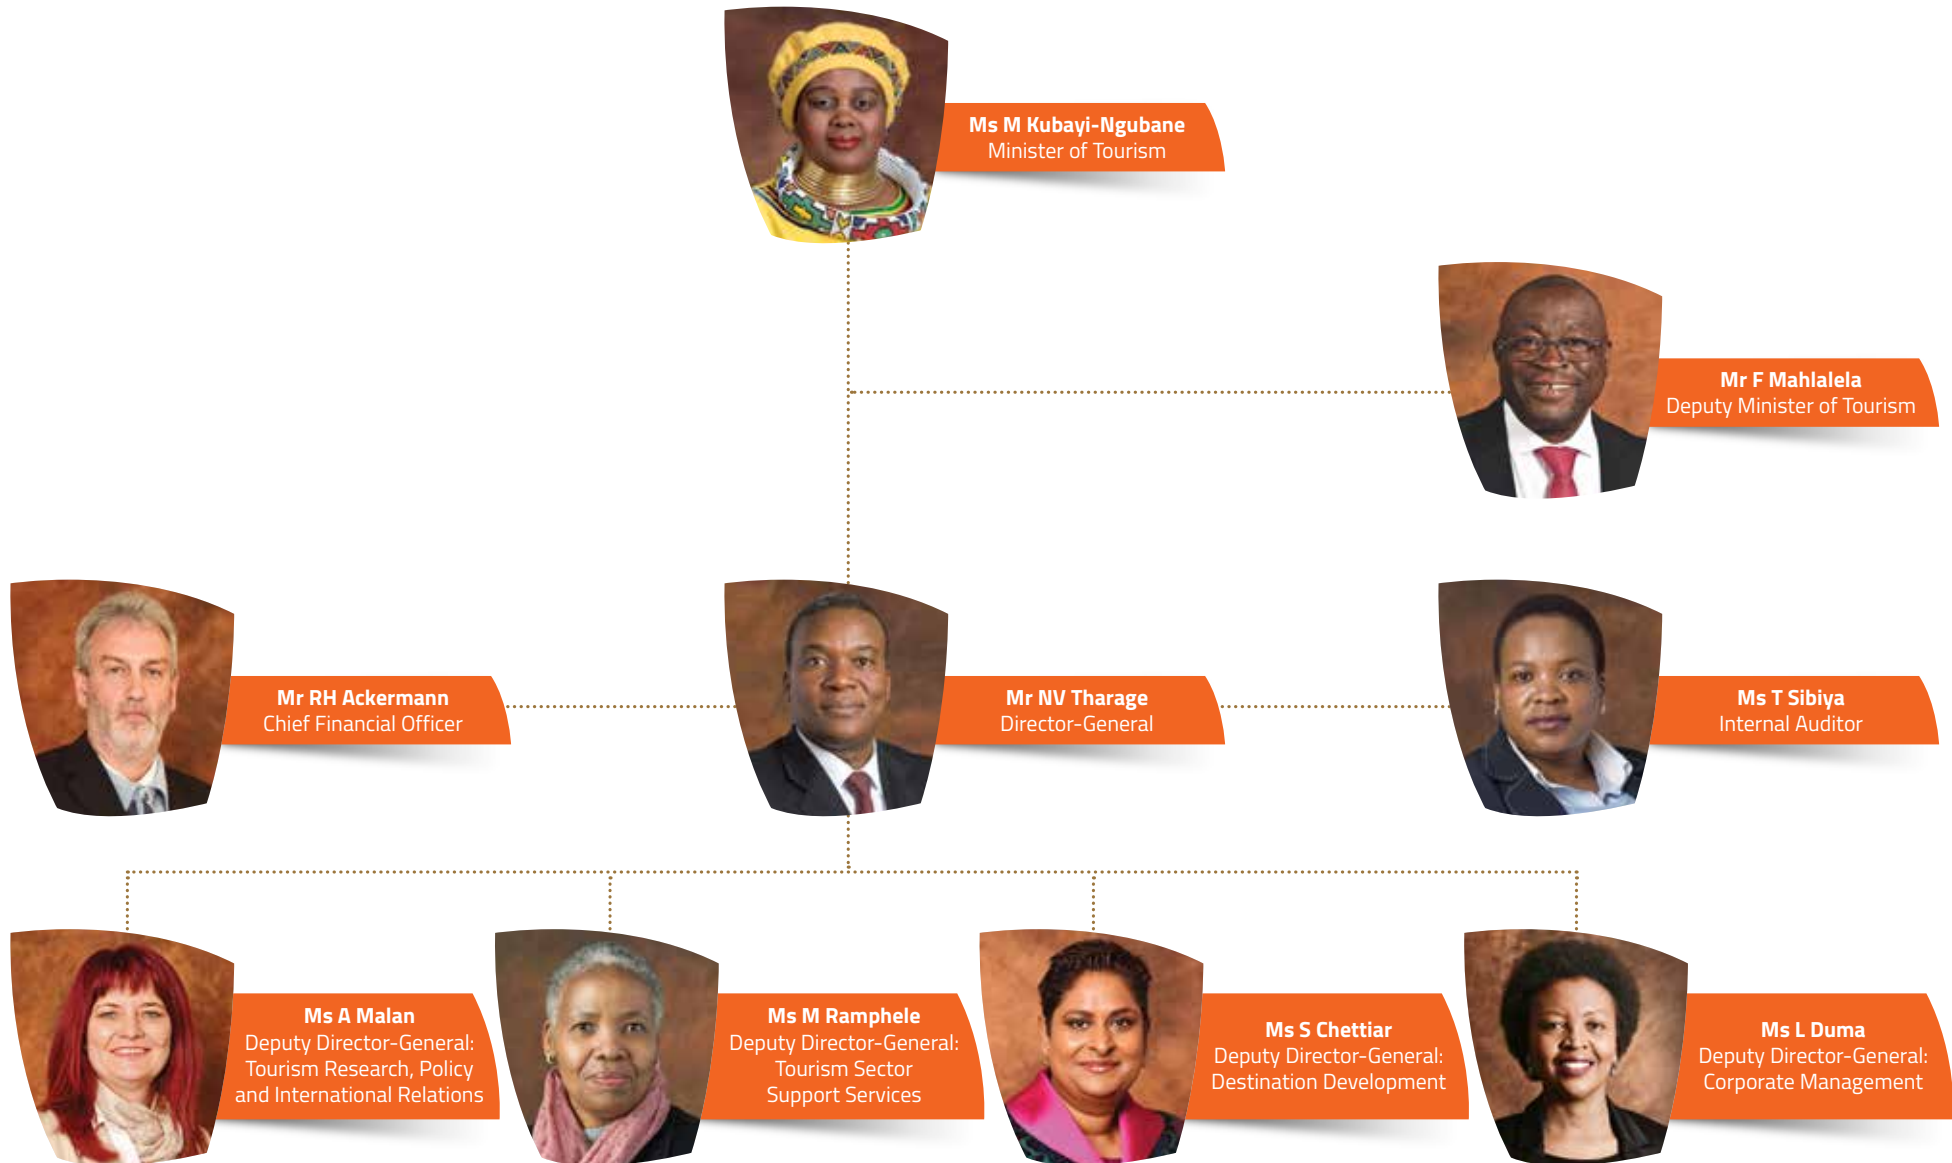 Ms M Kubayi-Ngubane
Minister of Tourism
Mr F Mahlalela
Deputy Minister of Tourism
Mr RH Ackermann
Chief Financial Officer
Mr NV Tharage
Director-General
Ms T Sibiya
Internal Auditor
Ms A Malan
Deputy Director-General:
Tourism Research, Policy
and International Relations
Ms M Ramphele
Deputy Director-General:
Tourism Sector
Support Services
Ms S Chettiar
Deputy Director-General:
Destination Development
Ms L Duma
Deputy Director-General:
Corporate Management